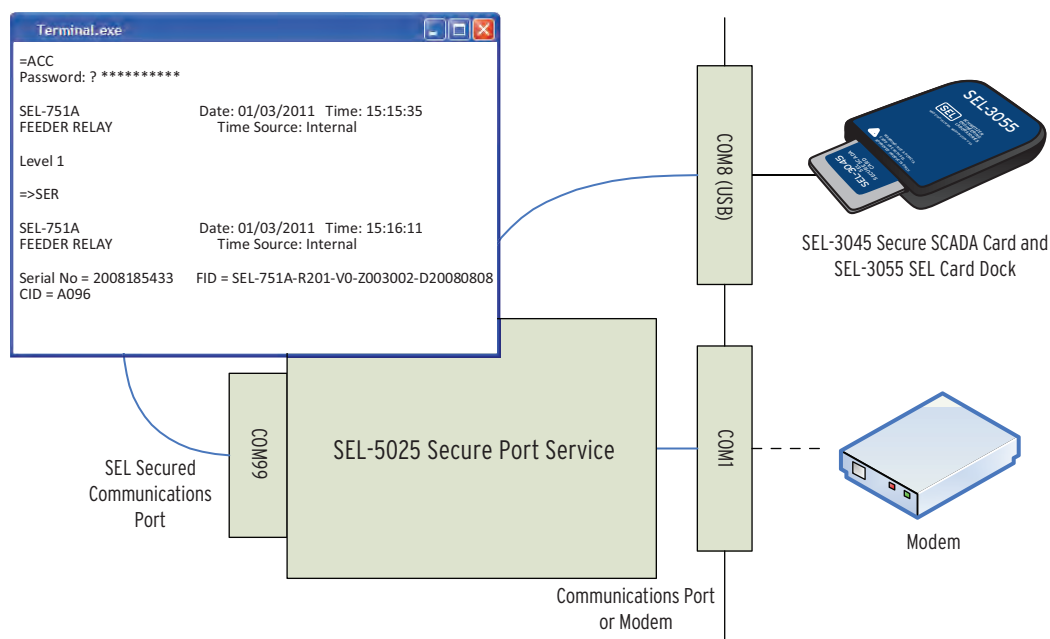 Terminal.exe
=ACC
Password: ? **********
SEL-751A Date: 01/03/2011 Time: 15:15:35
FEEDER RELAY Time Source: Internal
Level 1
=>SER
SEL-751A Date: 01/03/2011 Time: 15:16:11
FEEDER RELAY Time Source: Internal
Serial No = 2008185433 FID = SEL-751A-R201-V0-Z003002-D20080808
CID = A096
COM8 (USB)
SEL-3055
SEL
SEL-3045
SEL-3045 Secure SCADA Card and
SEL-3055 SEL Card Dock
COM99
SEL-5025 Secure Port Service
COM1
SEL Secured
Communications
Port
Modem
Communications Port
or Modem